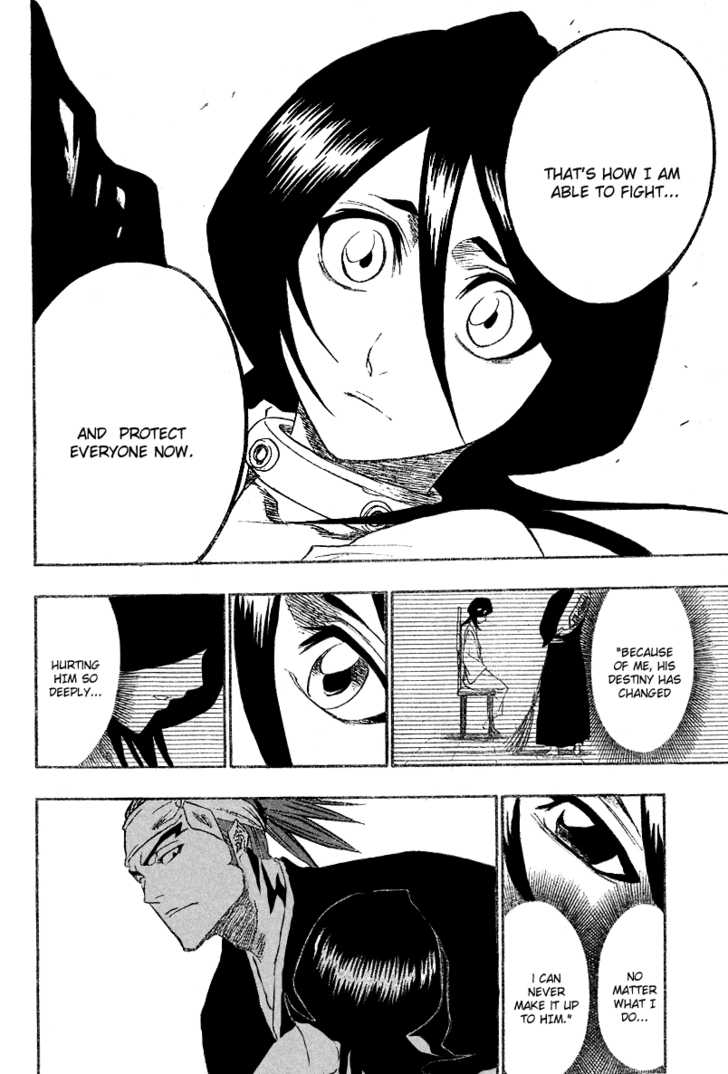 THAT'S HOW I AM
ABLE TO FIGHT...
AND PROTECT
EVERYONE NOW.
"BECAUSE
OF ME, HIS
DESTINY HAS
CHANGED
HURTING
HIM SO
DEEPLY...
NO
MATTER
WHAT I
DO...
I CAN
NEVER
MAKE IT UP
TO HIM."